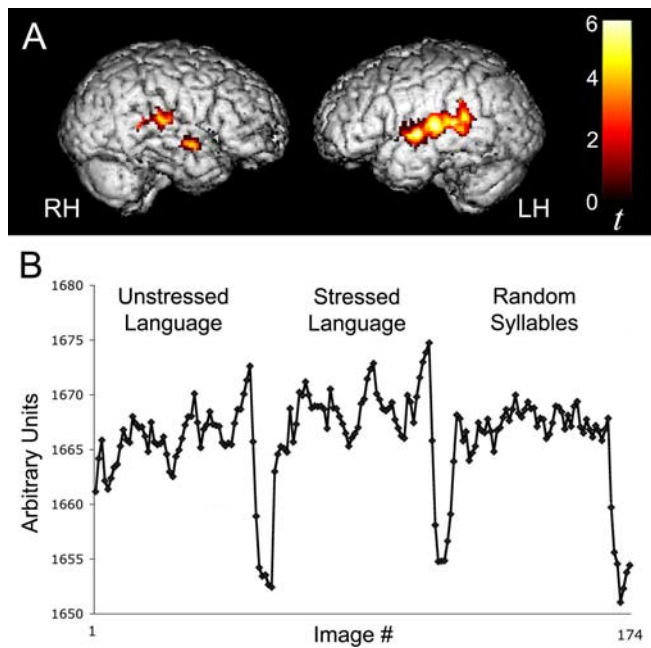 A
6
4
2
0
RH
LH
t
B
1680
1675
1670
1665
1660
1655
1650
Unstressed
Language
Stressed
Language
Random
Syllables
Arbitrary Units
1
Image #
174